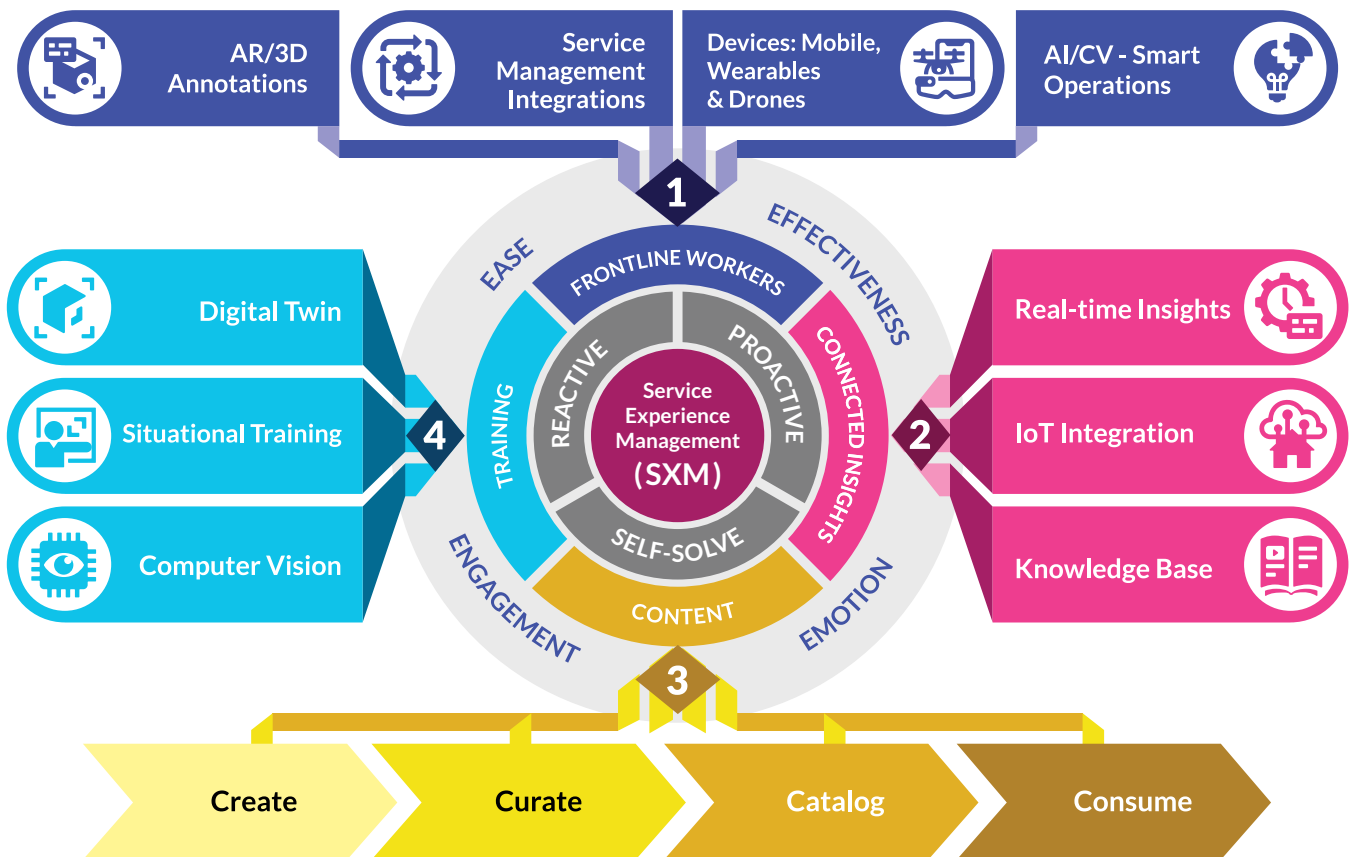 AR/3D
Annotations
Service
Management
Integrations
Devices: Mobile,
Wearables
& Drones
AI/CV - Smart
Operations
1
EASE
EFFECTIVENESS
FRONTLINE WORKERS
Digital Twin
Situational Training
Computer Vision
4
TRAINING
REACTIVE
PROACTIVE
Service
Experience
Management
(SXM)
SELF-SOLVE
CONNECTED INSIGHTS
2
Real-time Insights
IoT Integration
Knowledge Base
ENGAGEMENT
CONTENT
EMOTION
3
Create
Curate
Catalog
Consume